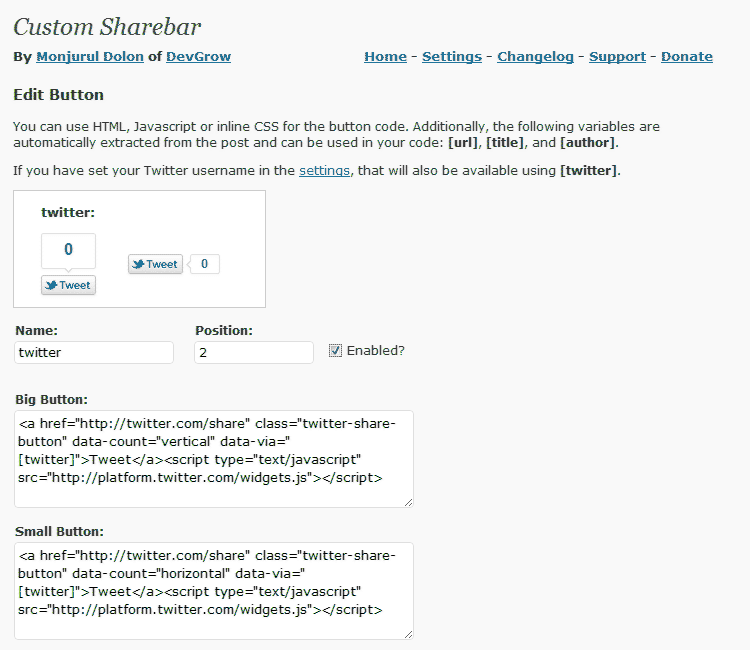 Custom Sharebar
By Monjurul Dolon of DevGrow
Home - Settings - Changelog - Support - Donate
Edit Button
You can use HTML, Javascript or inline CSS for the button code. Additionally, the following variables are
automatically extracted from the post and can be used in your code: [url], [title], and [author].
If you have set your Twitter username in the settings, that will also be available using [twitter].
twitter:
0
Tweet
Tweet 0
Name:
twitter
Position:
2
Enabled?
Big Button:
<a href="http://twitter.com/share" class="twitter-share-
button" data-count="vertical" data-via="
[twitter]">Tweet</a><script type="text/javascript"
src="http://platform.twitter.com/widgets.js"></script>
Small Button:
<a href="http://twitter.com/share" class="twitter-share-
button" data-count="horizontal" data-via="
[twitter]">Tweet</a><script type="text/javascript"
src="http://platform.twitter.com/widgets.js"></script>